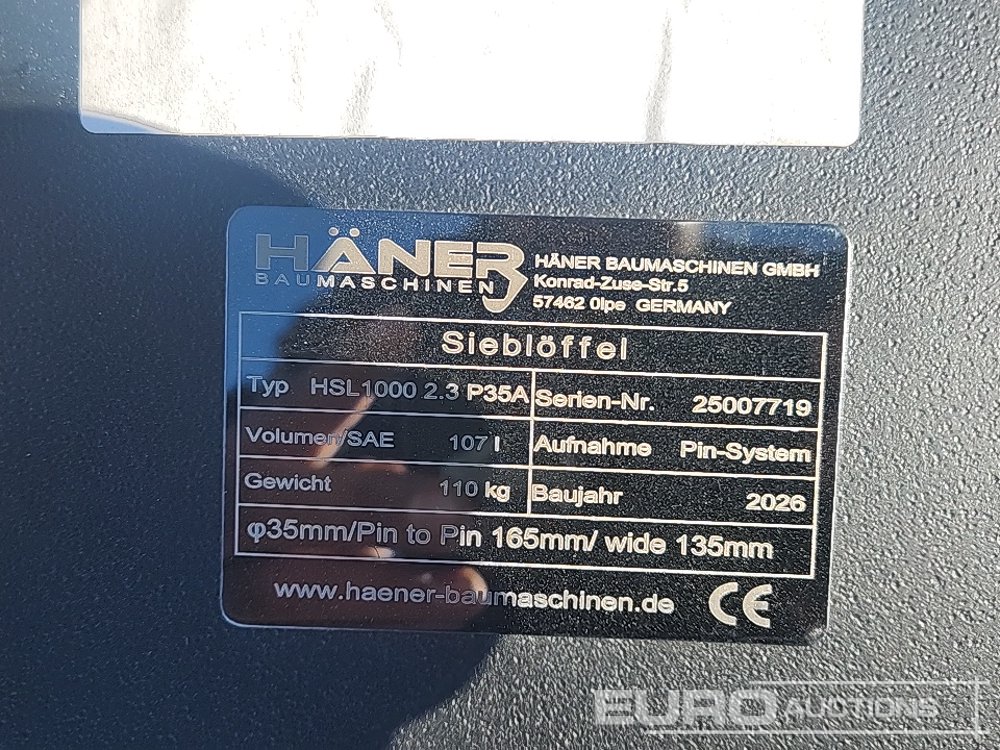 HÄNER
BAUMASCHINEN
HÄNER BAUMASCHINEN GMBH
Konrad-Zuse-Str.5
57462 Olpe GERMANY
Sieblöffel
Typ HSL1000 2.3 P35A
Serien-Nr. 25007719
Volumen/SAE 107 l
Aufnahme Pin-System
Gewicht 110 kg
Baujahr 2026
φ35mm/Pin to Pin 165mm/ wide 135mm
www.haener-baumaschinen.de CE
EURO AUCTIONS